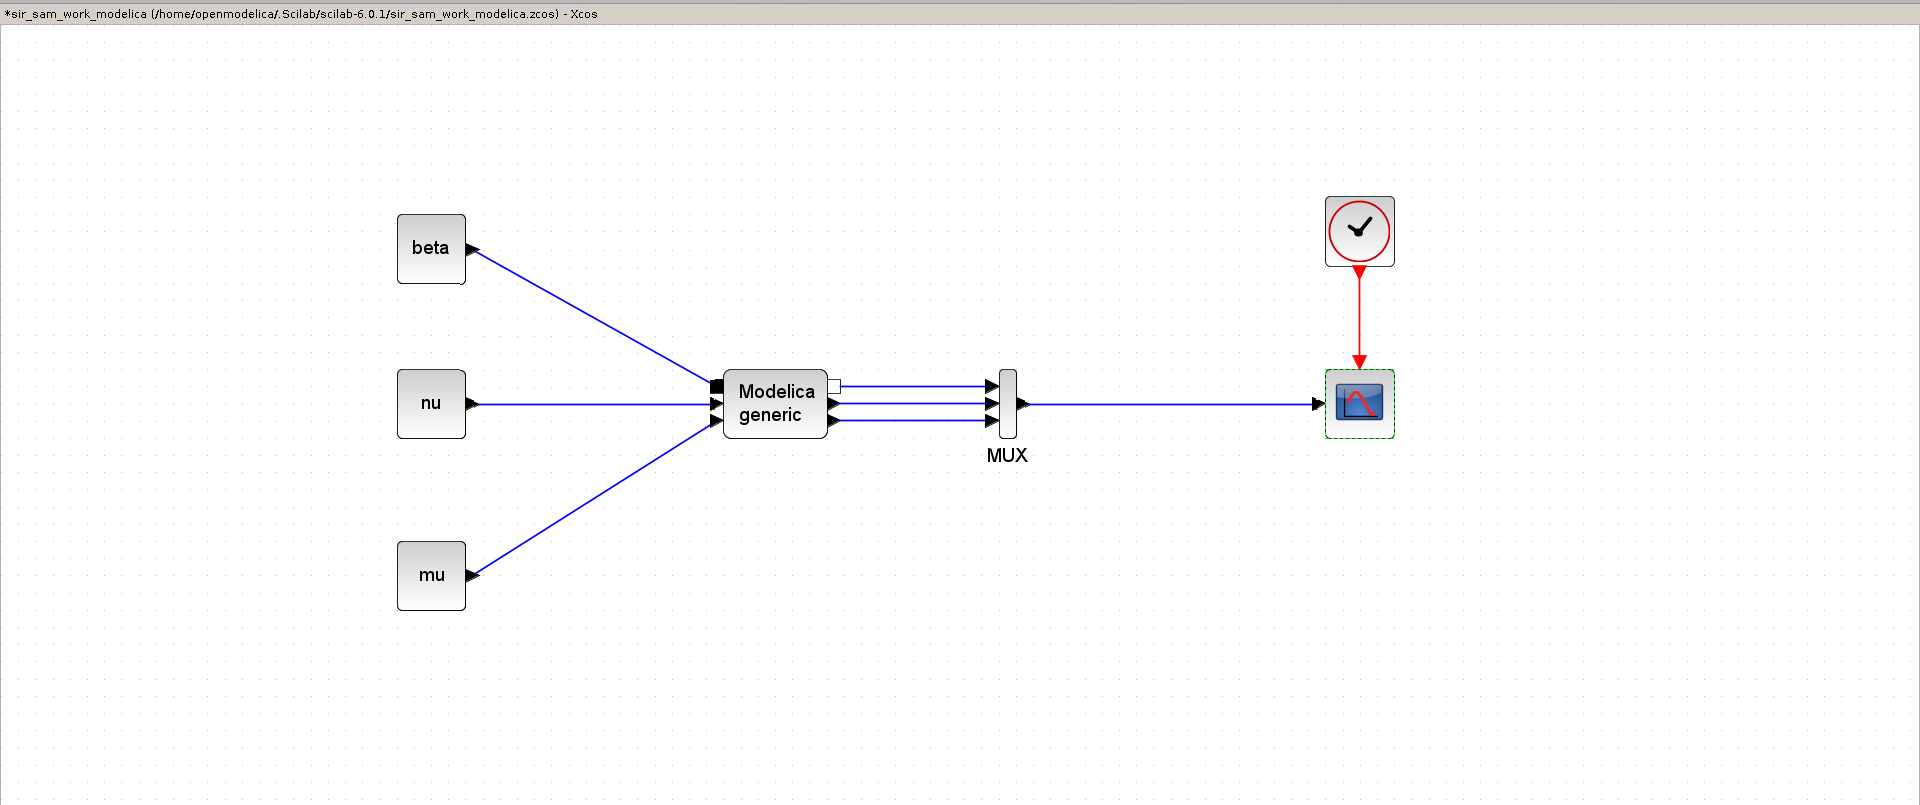 *sir_sam_work_modelica (/home/openmodelica/.Scilab/scilab-6.0.1/sir_sam_work_modelica.zcos) - Xcos
beta
nu
Modelica
generic
MUX
mu